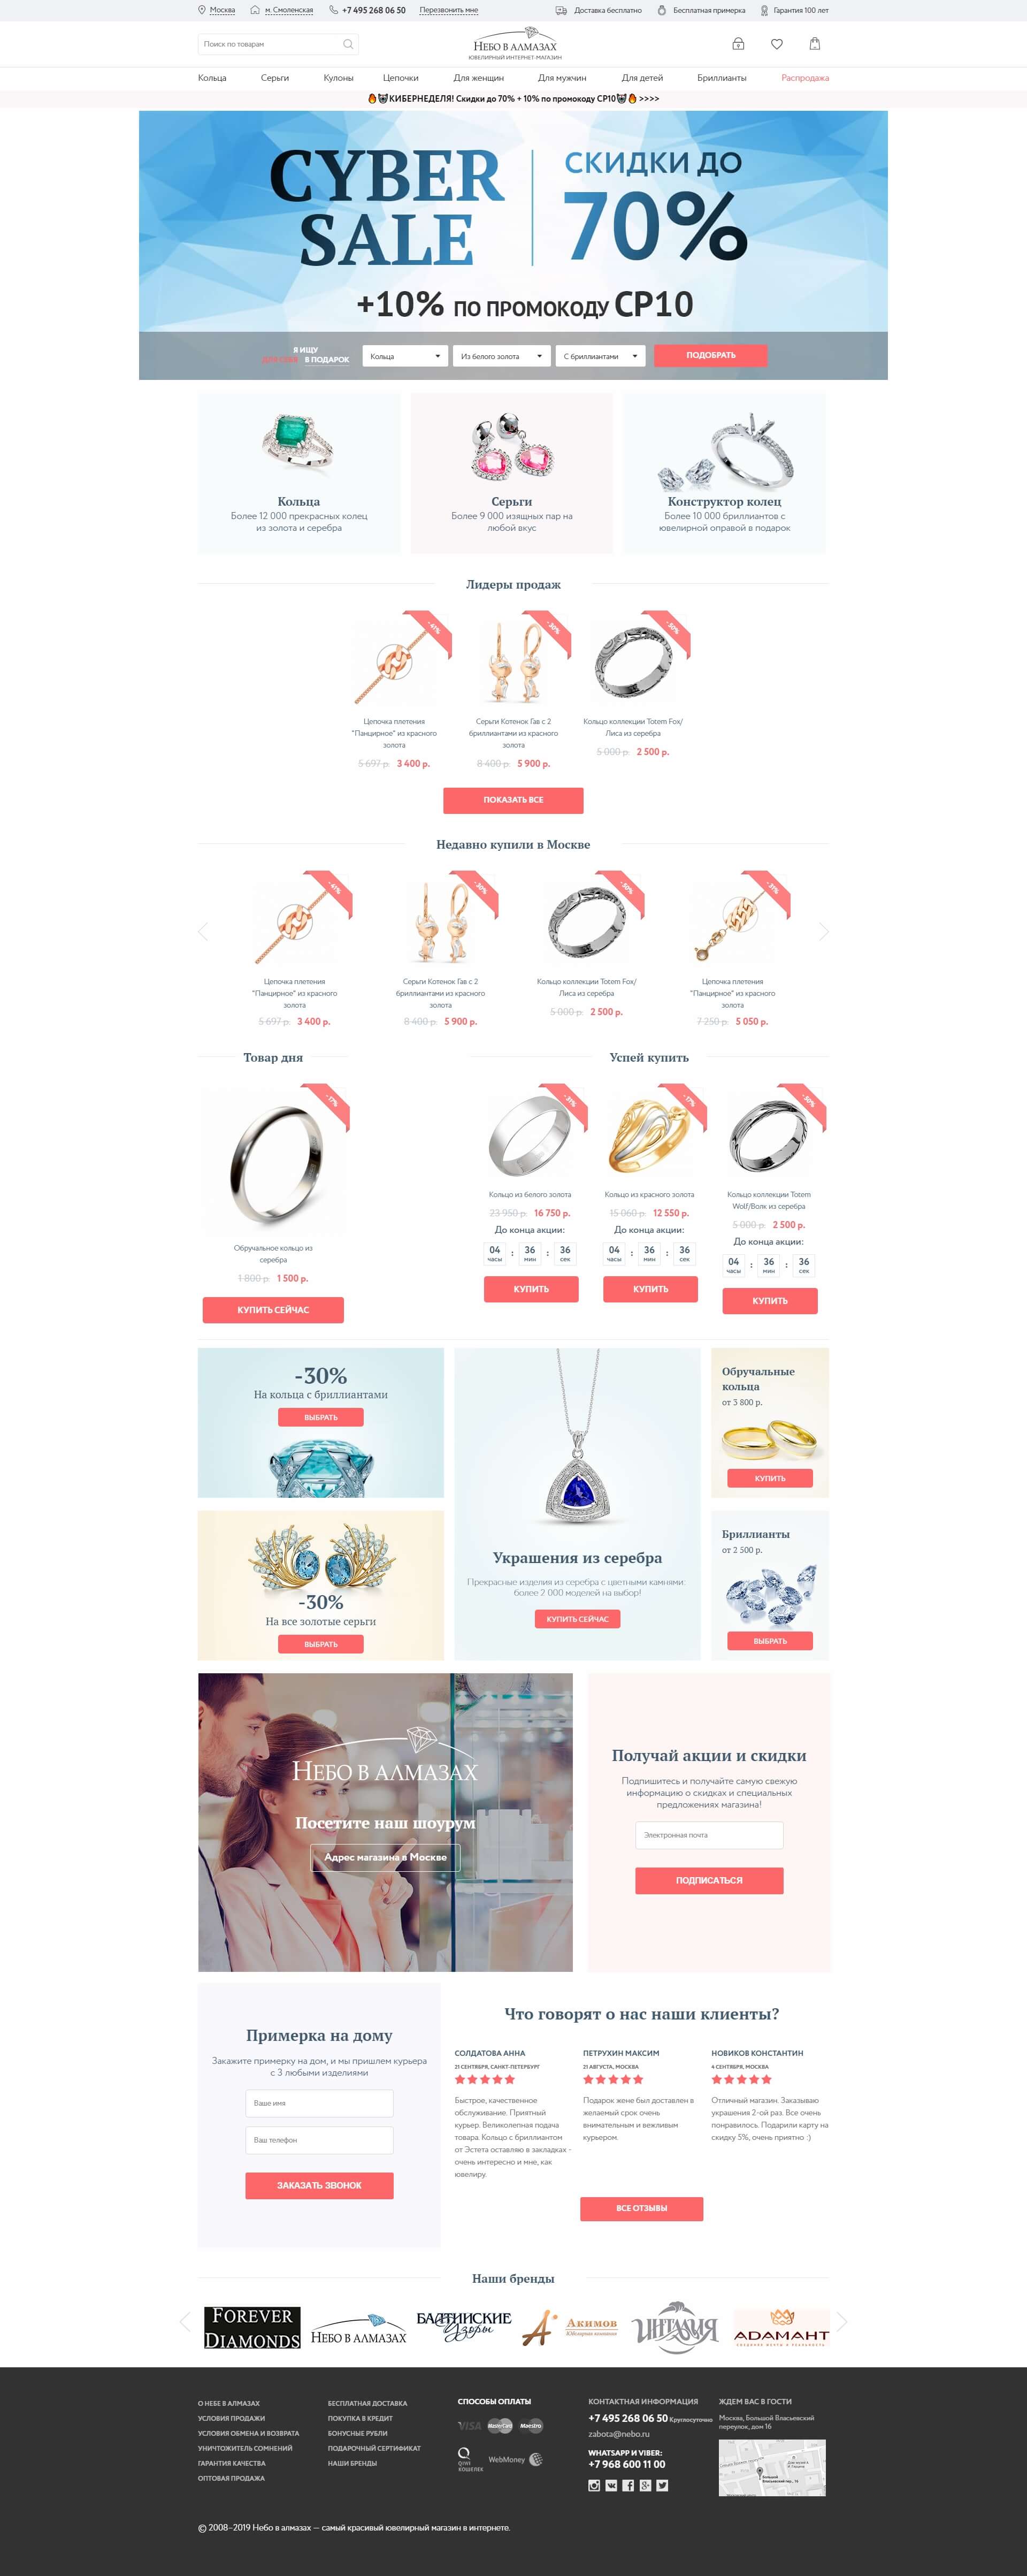 Москва
м. Смоленская
+7 495 268 06 50
Перезвонить мне
Доставка бесплатно
Бесплатная примерка
Гарантия 100 лет
Поиск по товарам
НЕБО В АЛМАЗАХ
ЮВЕЛИРНЫЙ ИНТЕРНЕТ-МАГАЗИН
Кольца
Серьги
Кулоны
Цепочки
Для женщин
Для мужчин
Для детей
Бриллианты
Распродажа
🔥😻КИБЕРНЕДЕЛЯ! Скидки до 70% + 10% по промокоду CP10😻🔥 >>>>
CYBER
SALE
СКИДКИ ДО
70%
+10% ПО ПРОМОКОДУ CP10
Я ИЩУ
ДЛЯ СЕБЯ В ПОДАРОК
Кольца
Из белого золота
С бриллиантами
ПОДОБРАТЬ
Кольца
Более 12 000 прекрасных колец
из золота и серебра
Серьги
Более 9 000 изящных пар на
любой вкус
Конструктор колец
Более 10 000 бриллиантов с
ювелирной оправой в подарок
Лидеры продаж
- 41%
Цепочка плетения
"Панцирное" из красного
золота
5 697 р. 3 400 р.
- 30%
Серьги Котенок Гав с 2
бриллиантами из красного
золота
8 400 р. 5 900 р.
- 50%
Кольцо коллекции Totem Fox/
Лиса из серебра
5 000 р. 2 500 р.
ПОКАЗАТЬ ВСЕ
Недавно купили в Москве
- 41%
Цепочка плетения
"Панцирное" из красного
золота
5 697 р. 3 400 р.
- 30%
Серьги Котенок Гав с 2
бриллиантами из красного
золота
8 400 р. 5 900 р.
- 50%
Кольцо коллекции Totem Fox/
Лиса из серебра
5 000 р. 2 500 р.
- 31%
Цепочка плетения
"Панцирное" из красного
золота
7 250 р. 5 050 р.
Товар дня
- 17%
Обручальное кольцо из
серебра
1 800 р. 1 500 р.
КУПИТЬ СЕЙЧАС
Успей купить
- 31%
Кольцо из белого золота
23 950 р. 16 750 р.
До конца акции:
04 : 36 : 36
часы мин сек
КУПИТЬ
- 17%
Кольцо из красного золота
15 060 р. 12 550 р.
До конца акции:
04 : 36 : 36
часы мин сек
КУПИТЬ
- 50%
Кольцо коллекции Totem
Wolf/Волк из серебра
5 000 р. 2 500 р.
До конца акции:
04 : 36 : 36
часы мин сек
КУПИТЬ
-30%
На кольца с бриллиантами
ВЫБРАТЬ
-30%
На все золотые серьги
ВЫБРАТЬ
Украшения из серебра
Прекрасные изделия из серебра с цветными камнями:
более 2 000 моделей на выбор!
КУПИТЬ СЕЙЧАС
Обручальные
кольца
от 3 800 р.
КУПИТЬ
Бриллианты
от 2 500 р.
ВЫБРАТЬ
НЕБО В АЛМАЗАХ
Посетите наш шоурум
Адрес магазина в Москве
Получай акции и скидки
Подпишитесь и получайте самую свежую
информацию о скидках и специальных
предложениях магазина!
Электронная почта
ПОДПИСАТЬСЯ
Примерка на дому
Закажите примерку на дом, и мы пришлем курьера
с 3 любыми изделиями
Ваше имя
Ваш телефон
ЗАКАЗАТЬ ЗВОНОК
Что говорят о нас наши клиенты?
СОЛДАТОВА АННА
21 СЕНТЯБРЯ, САНКТ-ПЕТЕРБУРГ
Быстрое, качественное
обслуживание. Приятный
курьер. Великолепная подача
товара. Кольцо с бриллиантом
от Эстета оставляю в закладках -
очень интересно и мне, как
ювелиру.
ПЕТРУХИН МАКСИМ
21 АВГУСТА, МОСКВА
Подарок жене был доставлен в
желаемый срок очень
внимательным и вежливым
курьером.
НОВИКОВ КОНСТАНТИН
4 СЕНТЯБРЯ, МОСКВА
Отличный магазин. Заказываю
украшения 2-ой раз. Все очень
понравилось. Подарили карту на
скидку 5%, очень приятно :)
ВСЕ ОТЗЫВЫ
Наши бренды
FOREVER
DIAMONDS
НЕБО В АЛМАЗАХ
БАЛТИЙСКИЕ
Узоры
А
Акимов
Ювелирная компания
ИНТАЛИЯ
АДАМАНТ
О НЕБЕ В АЛМАЗАХ
УСЛОВИЯ ПРОДАЖИ
УСЛОВИЯ ОБМЕНА И ВОЗВРАТА
УНИЧТОЖИТЕЛЬ СОМНЕНИЙ
ГАРАНТИЯ КАЧЕСТВА
ОПТОВАЯ ПРОДАЖА
БЕСПЛАТНАЯ ДОСТАВКА
ПОКУПКА В КРЕДИТ
БОНУСНЫЕ РУБЛИ
ПОДАРОЧНЫЙ СЕРТИФИКАТ
НАШИ БРЕНДЫ
СПОСОБЫ ОПЛАТЫ
VISA
MasterCard
Maestro
QIWI
КОШЕЛЕК
WebMoney
КОНТАКТНАЯ ИНФОРМАЦИЯ
+7 495 268 06 50 Круглосуточно
zabota@nebo.ru
WHATSAPP И VIBER:
+7 968 600 11 00
ЖДЕМ ВАС В ГОСТИ
Москва, Большой Власьевский
переулок, дом 16
© 2008–2019 Небо в алмазах — самый красивый ювелирный магазин в интернете.